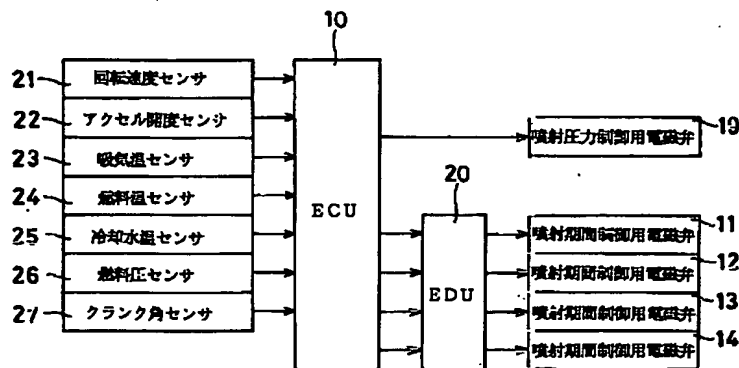 10
21 回転速度センサ
22 アクセル開度センサ
23 吸気温センサ
24 燃料温センサ
25 冷却水温センサ
26 燃料圧センサ
27 クランク角センサ
ECU
20
EDU
噴射圧力制御用電磁弁 19
噴射期間制御用電磁弁 11
噴射期間制御用電磁弁 12
噴射期間制御用電磁弁 13
噴射期間制御用電磁弁 14